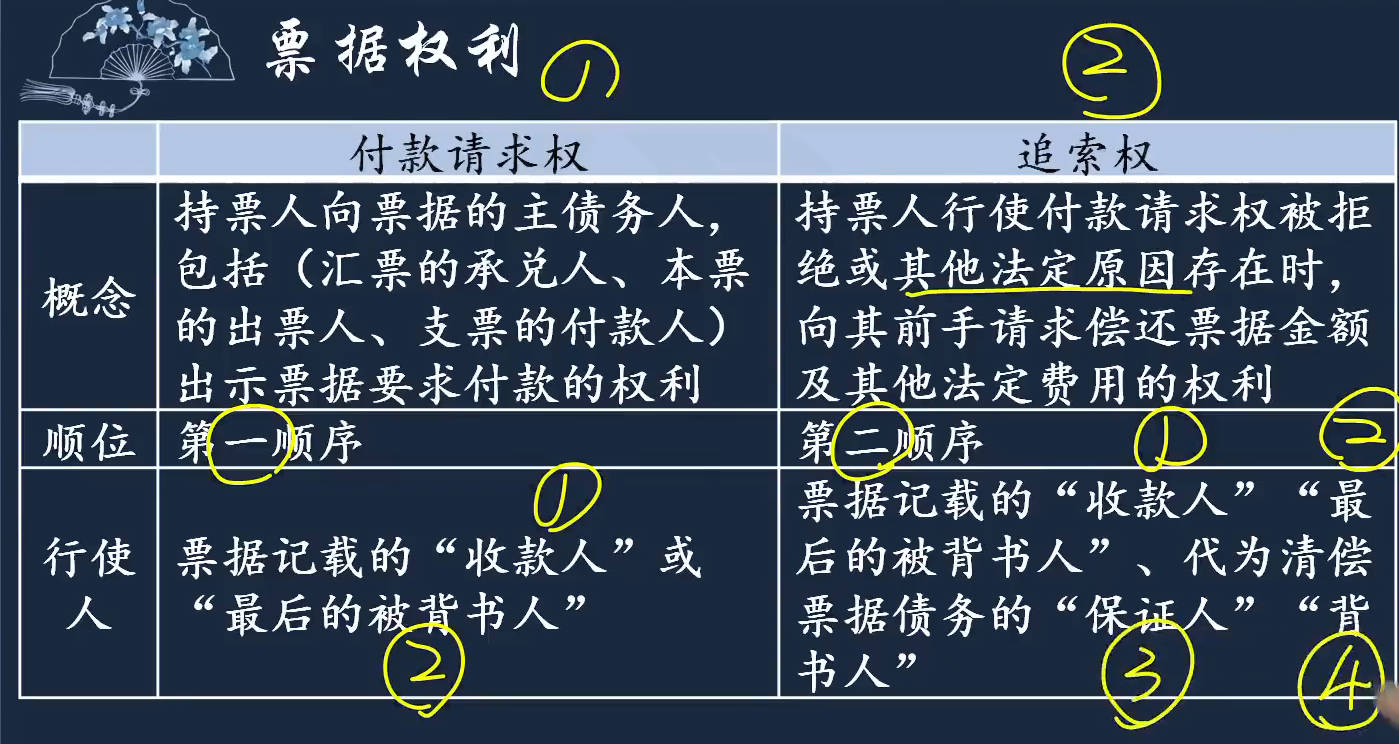 票据权利
①
②
付款请求权
追索权
概念
持票人向票据的主债务人，
包括（汇票的承兑人、本票
的出票人、支票的付款人）
出示票据要求付款的权利
持票人行使付款请求权被拒
绝或其他法定原因存在时，
向其前手请求偿还票据金额
及其他法定费用的权利
顺位
第一顺序
第二顺序
①
②
行使
人
①
票据记载的“收款人”或
“最后的被背书人”
②
票据记载的“收款人”“最
后的被背书人”、代为清偿
票据债务的“保证人”“背
书人”
③
④